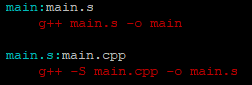 main:main.s
g++ main.s -o main
main.s:main.cpp
g++ -S main.cpp -o main.s